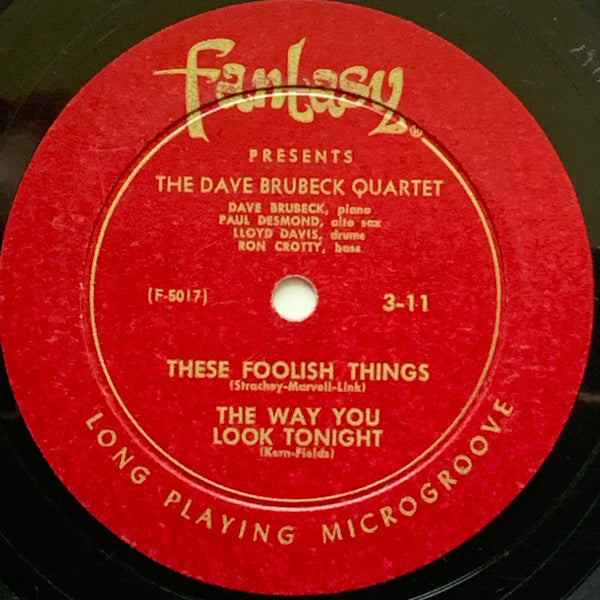 Fantasy®
PRESENTS
THE DAVE BRUBECK QUARTET
DAVE BRUBECK, piano
PAUL DESMOND, alto sax
LLOYD DAVIS, drums
RON CROTTY, bass
(F-5017)
3-11
THESE FOOLISH THINGS
(Strachey-Marvell-Link)
THE WAY YOU
LOOK TONIGHT
(Kern-Fields)
LONG PLAYING MICROGROOVE